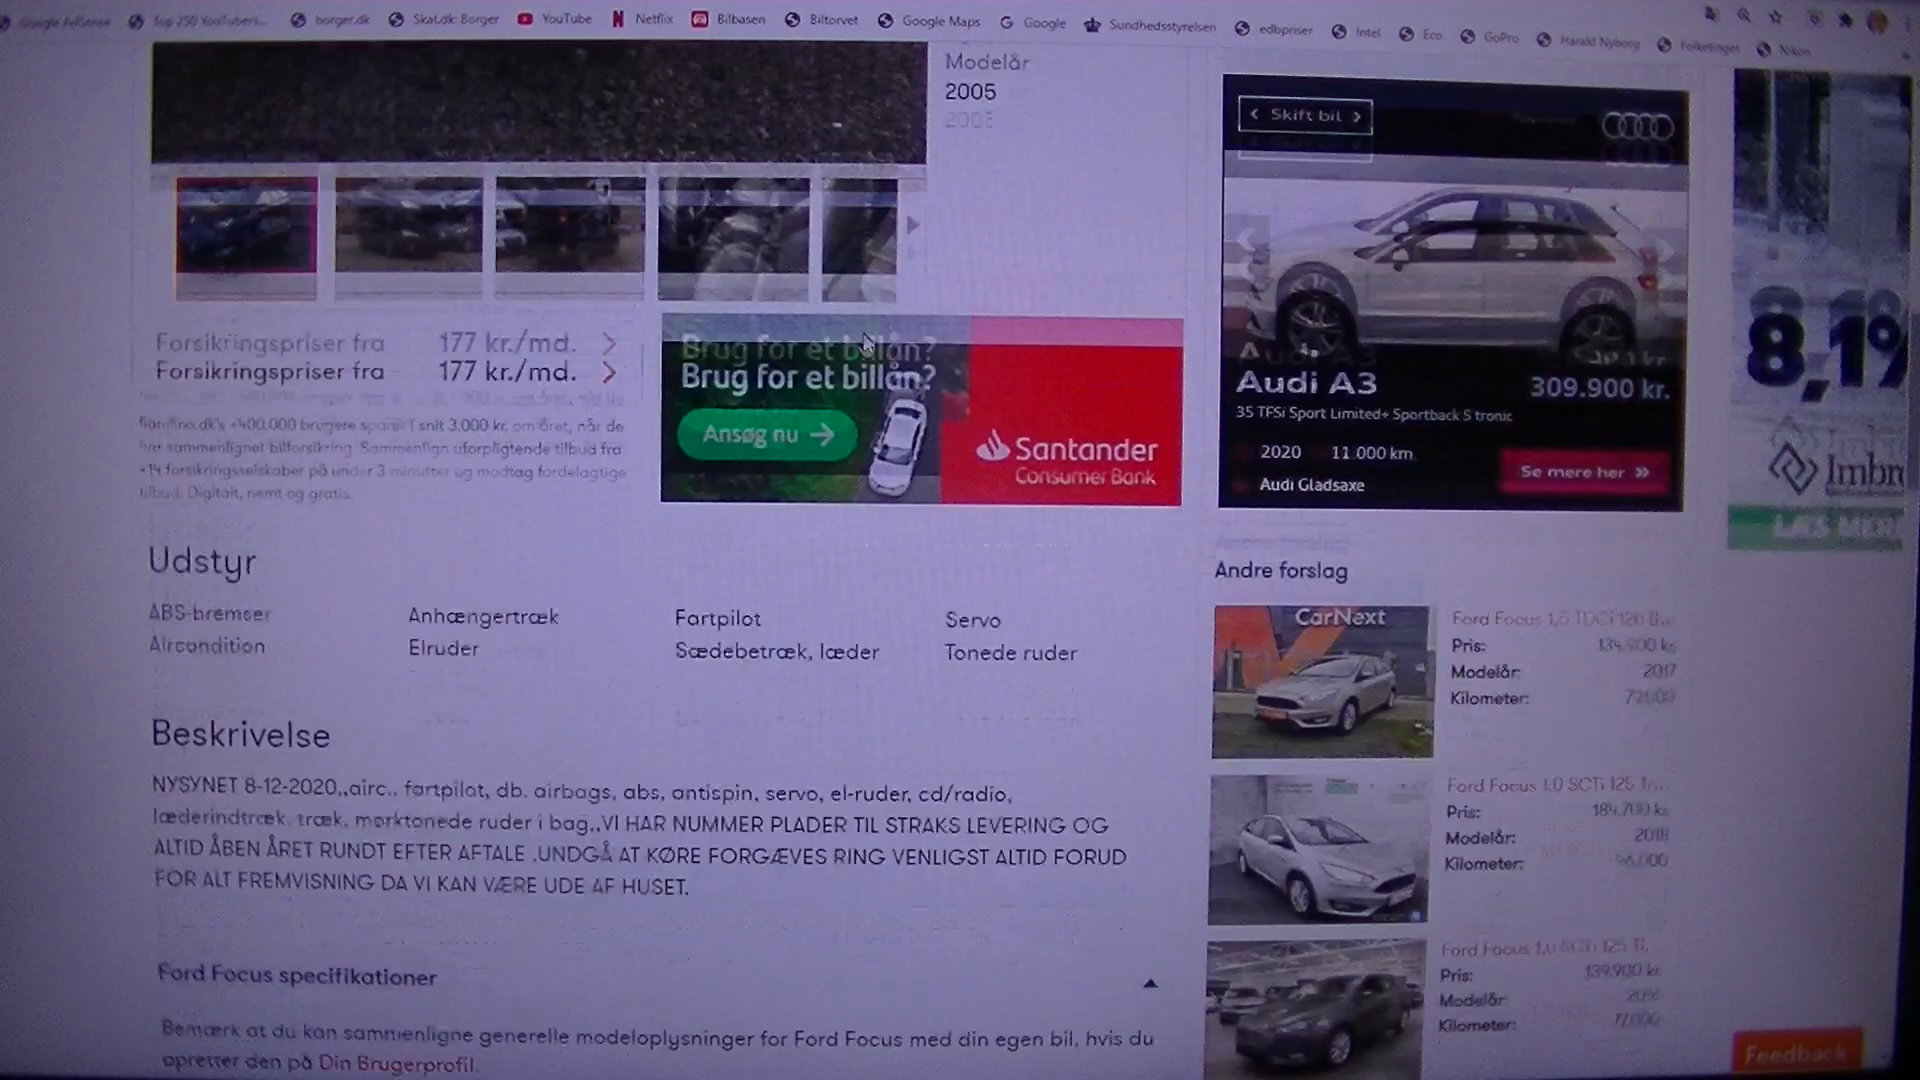 Google AdSense
Top 250 YouTubers...
borger.dk
Skat.dk: Borger
YouTube
Netflix
Bilbasen
Biltorvet
Google Maps
Google
Sundhedsstyrelsen
edbpriser
Intel
Eco
GoPro
Harald Nyborg
Folketinget
Nikon
Modelår
2005
Forsikringspriser fra 177 kr./md.
Forsikringspriser fra 177 kr./md.
+400.000 brugere sparer i snit 3.000 kr. om året, når de
har sammenlignet bilforsikring. Sammenlign uforpligtende tilbud fra
+14 forsikringsselskaber på under 3 minutter og modtag fordelagtige
tilbud. Digitalt, nemt og gratis.
Brug for et billån?
Brug for et billån?
Ansøg nu →
Santander
Consumer Bank
< Skift bil >
Audi A3 309.900 kr.
35 TFSi Sport Limited+ Sportback S tronic
2020 11.000 km
Audi Gladsaxe
Se mere her »
8,1%
LÆS MER
Udstyr
ABS-bremser Anhængertræk Fartpilot Servo
Aircondition Elruder Sædebetræk, læder Tonede ruder
Beskrivelse
NYSYNET 8-12-2020,,airc., fartpilot, db. airbags, abs, antispin, servo, el-ruder, cd/radio,
læderindtræk, træk, mørktonede ruder i bag,,VI HAR NUMMER PLADER TIL STRAKS LEVERING OG
ALTID ÅBEN ÅRET RUNDT EFTER AFTALE ,UNDGÅ AT KØRE FORGÆVES RING VENLIGST ALTID FORUD
FOR ALT FREMVISNING DA VI KAN VÆRE UDE AF HUSET.
Ford Focus specifikationer
Bemærk at du kan sammenligne generelle modeloplysninger for Ford Focus med din egen bil, hvis du
opretter den på Din Brugerprofil.
Andre forslag
CarNext
Ford Focus 1,5 TDCi 120
Pris: 134.900 kr.
Modelår: 2017
Kilometer: 72.000
Ford Focus 1,0 SCTi 125
Pris: 184.700 kr.
Modelår: 2018
Kilometer:
Ford Focus 1,0 SCTi 125 Ti.
Pris: 139.900 kr.
Modelår:
Kilometer:
Feedback